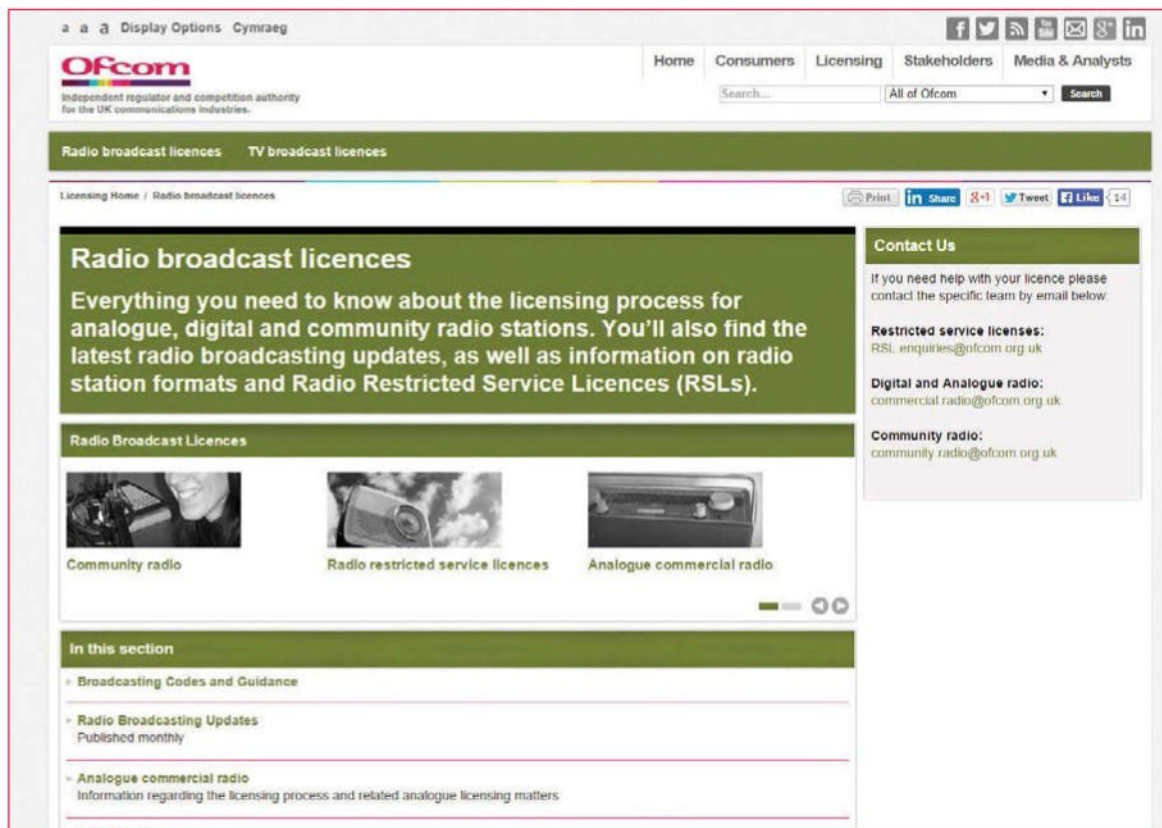 a a a Display Options Cymraeg
Ofcom
Independent regulator and competition authority
for the UK communications industries.
Home Consumers Licensing Stakeholders Media & Analysts
Search... All of Ofcom Search
Radio broadcast licences TV broadcast licences
Licensing Home / Radio broadcast licences
Print in Share g+1 Tweet f Like 14
Radio broadcast licences
Everything you need to know about the licensing process for
analogue, digital and community radio stations. You'll also find the
latest radio broadcasting updates, as well as information on radio
station formats and Radio Restricted Service Licences (RSLs).
Radio Broadcast Licences
Community radio Radio restricted service licences Analogue commercial radio
In this section
Broadcasting Codes and Guidance
Radio Broadcasting Updates
Published monthly
Analogue commercial radio
Information regarding the licensing process and related analogue licensing matters
Contact Us
If you need help with your licence please
contact the specific team by email below:
Restricted service licenses:
RSL.enquiries@ofcom.org.uk
Digital and Analogue radio:
commercial.radio@ofcom.org.uk
Community radio:
community.radio@ofcom.org.uk